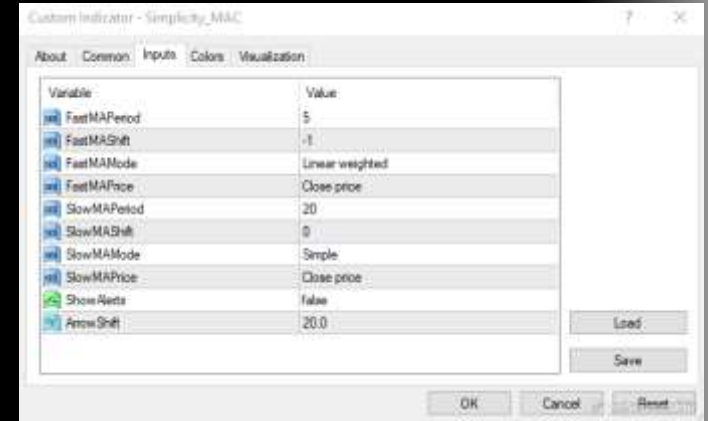 Custom Indicator - Simplicity_MAC ? ×
About Common Inputs Colors Visualization
Variable Value
FastMAPeriod 5
FastMAShift -1
FastMAMode Linear weighted
FastMAPrice Close price
SlowMAPeriod 20
SlowMAShift 0
SlowMAMode Simple
SlowMAPrice Close price
ShowAlerts false
ArrowShift 20.0
Load
Save
OK Cancel Reset